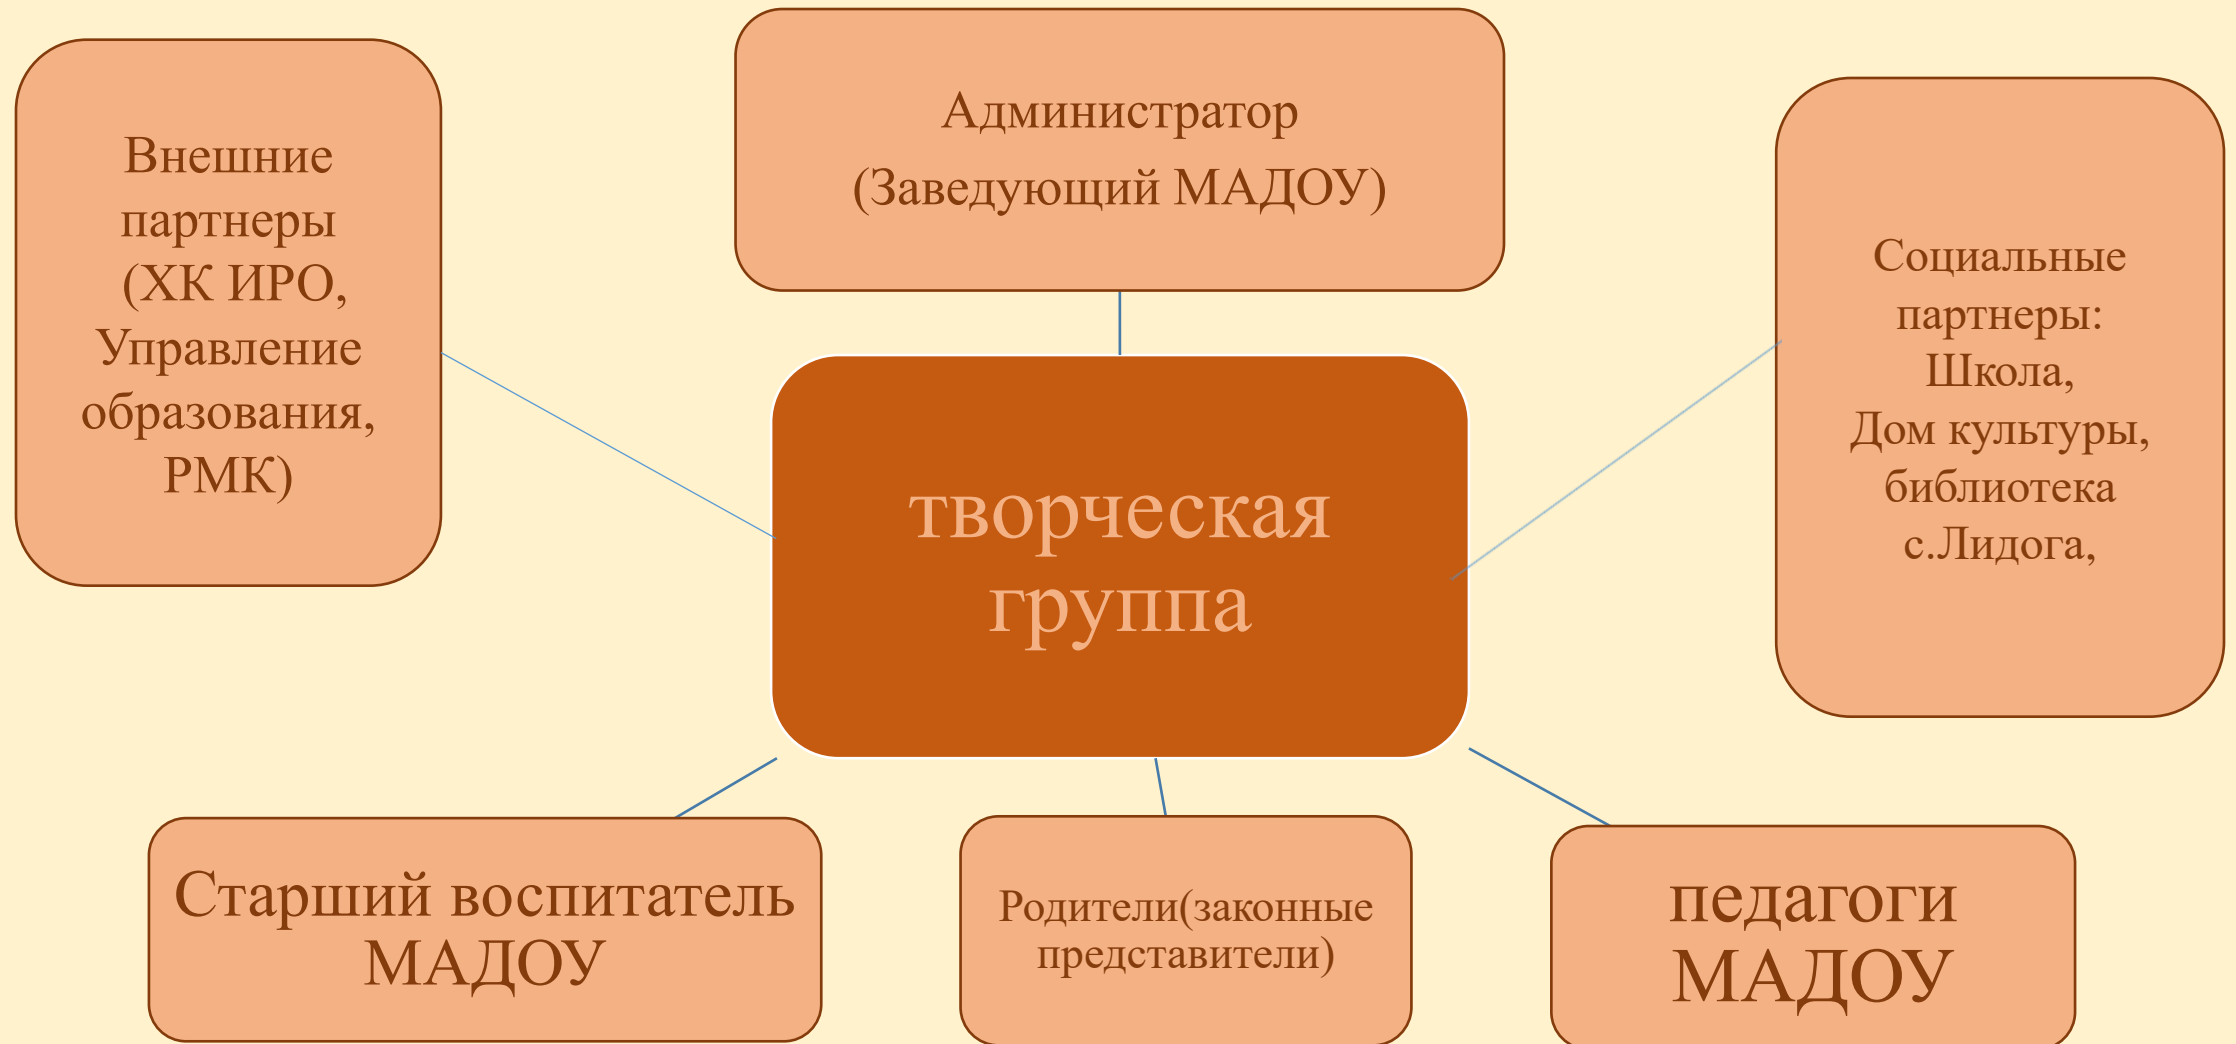 Внешние
партнеры
(ХК ИРО,
Управление
образования,
РМК)
Администратор
(Заведующий МАДОУ)
Социальные
партнеры:
Школа,
Дом культуры,
библиотека
с.Лидога,
творческая
группа
Старший воспитатель
МАДОУ
Родители(законные
представители)
педагоги
МАДОУ